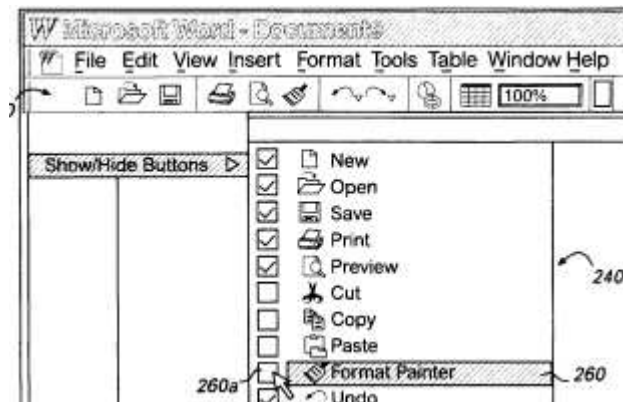 W Microsoft Word - Document6
W File Edit View Insert Format Tools Table Window Help
100%
Show/Hide Buttons
New
Open
Save
Print
Preview
240
Cut
Copy
Paste
260a Format Painter 260
Undo